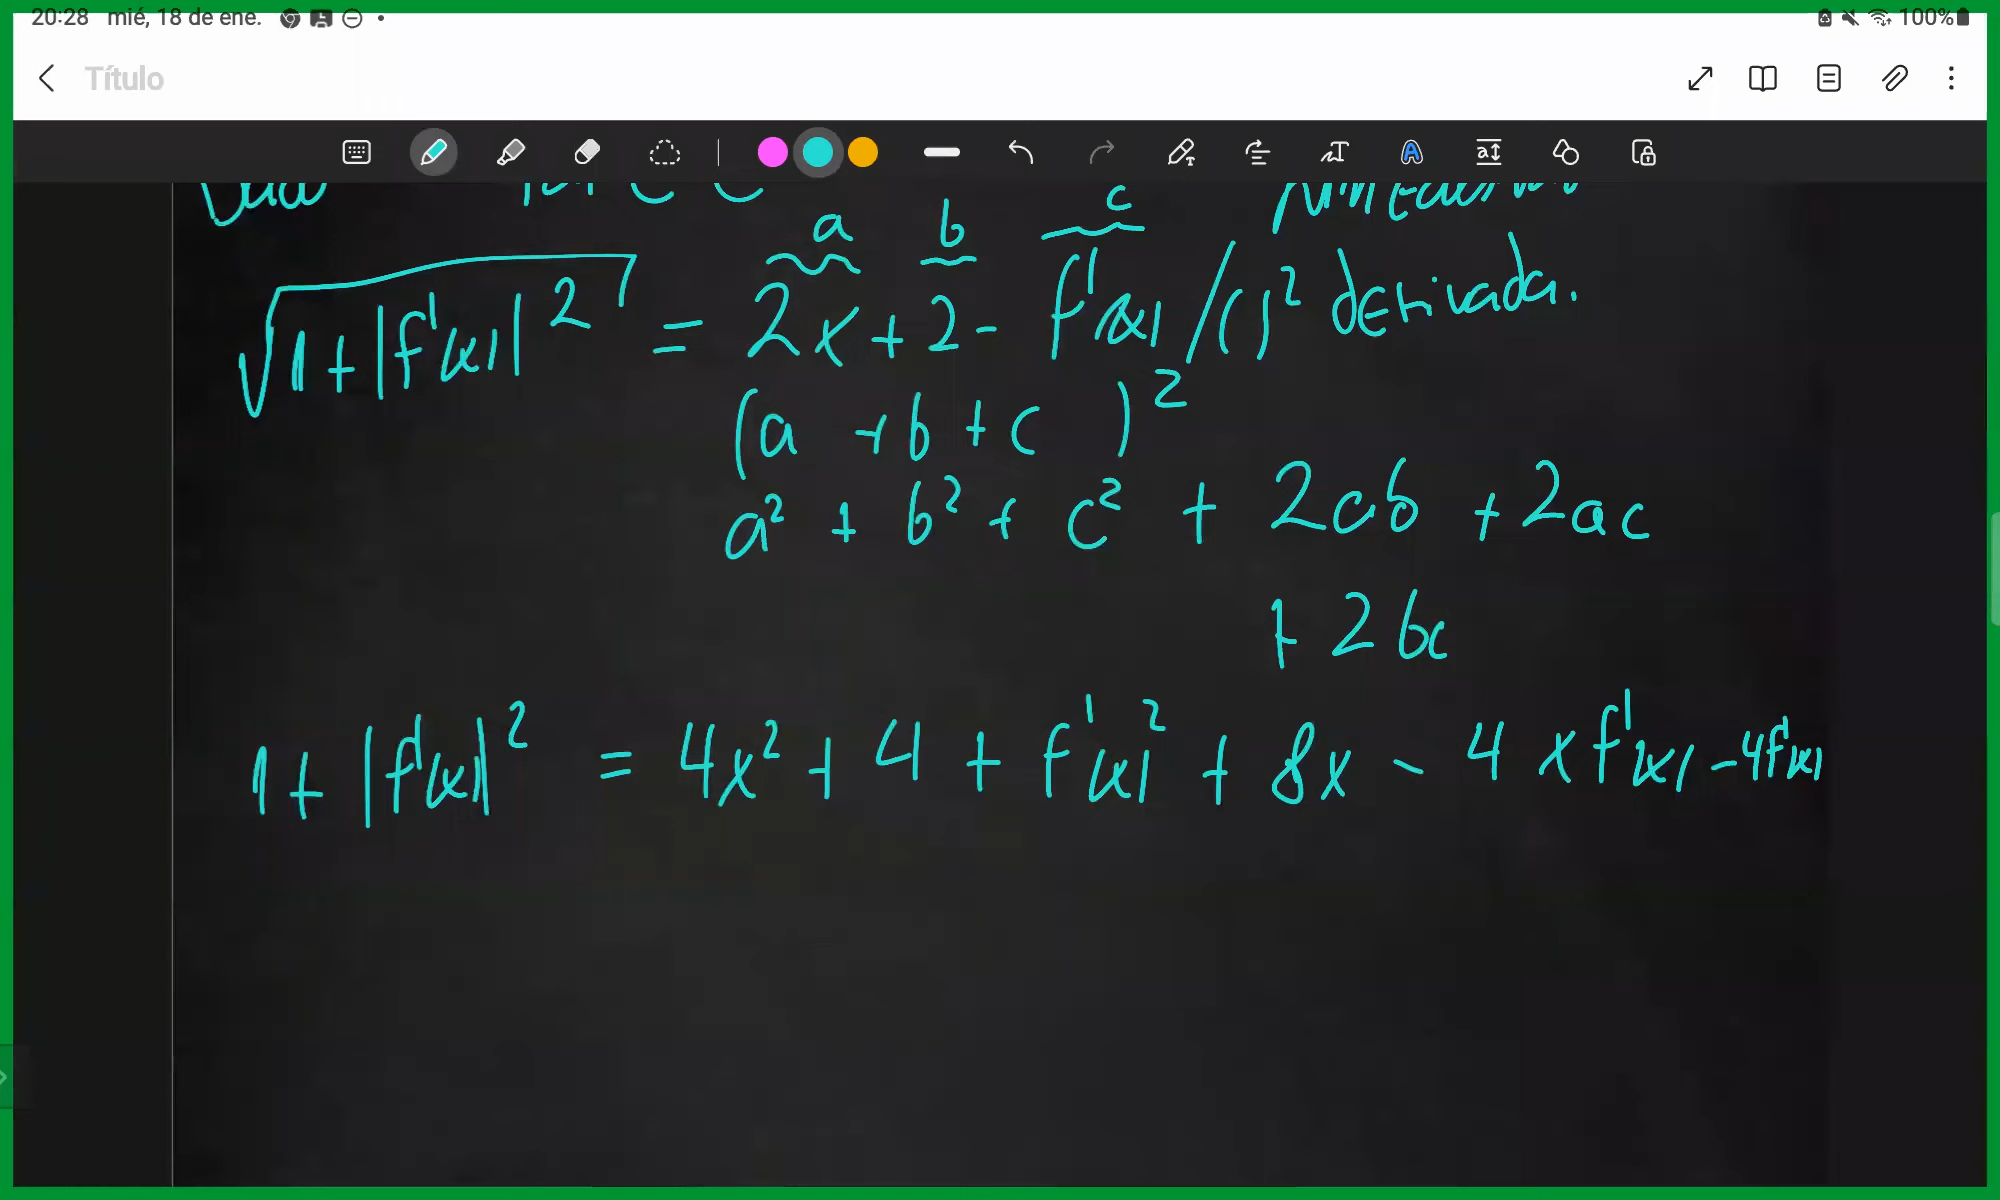 20:28 mié, 18 de ene. 100%
Título
a b c
√(1+|f'(x)|²) = 2x+2- f'(x) /()² derivada.
(a +b+c )²
a² + b² + c² + 2ab +2ac
+ 2bc
1+ |f'(x)|² = 4x²+4 + f'(x)² + 8x - 4 x f'(x) -4f'(x)